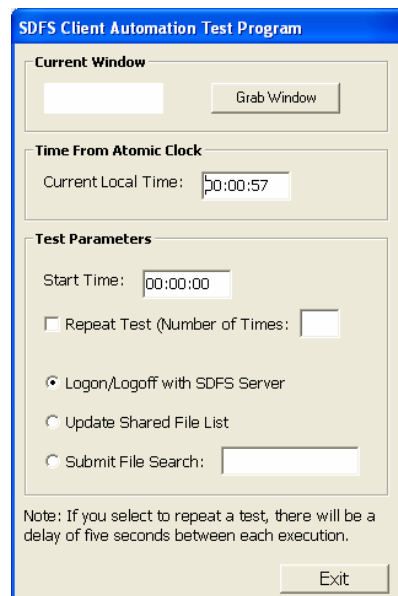 SDFS Client Automation Test Program
Current Window
Grab Window
Time From Atomic Clock
Current Local Time: 00:00:57
Test Parameters
Start Time: 00:00:00
Repeat Test (Number of Times:
Logon/Logoff with SDFS Server
Update Shared File List
Submit File Search:
Note: If you select to repeat a test, there will be a
delay of five seconds between each execution.
Exit